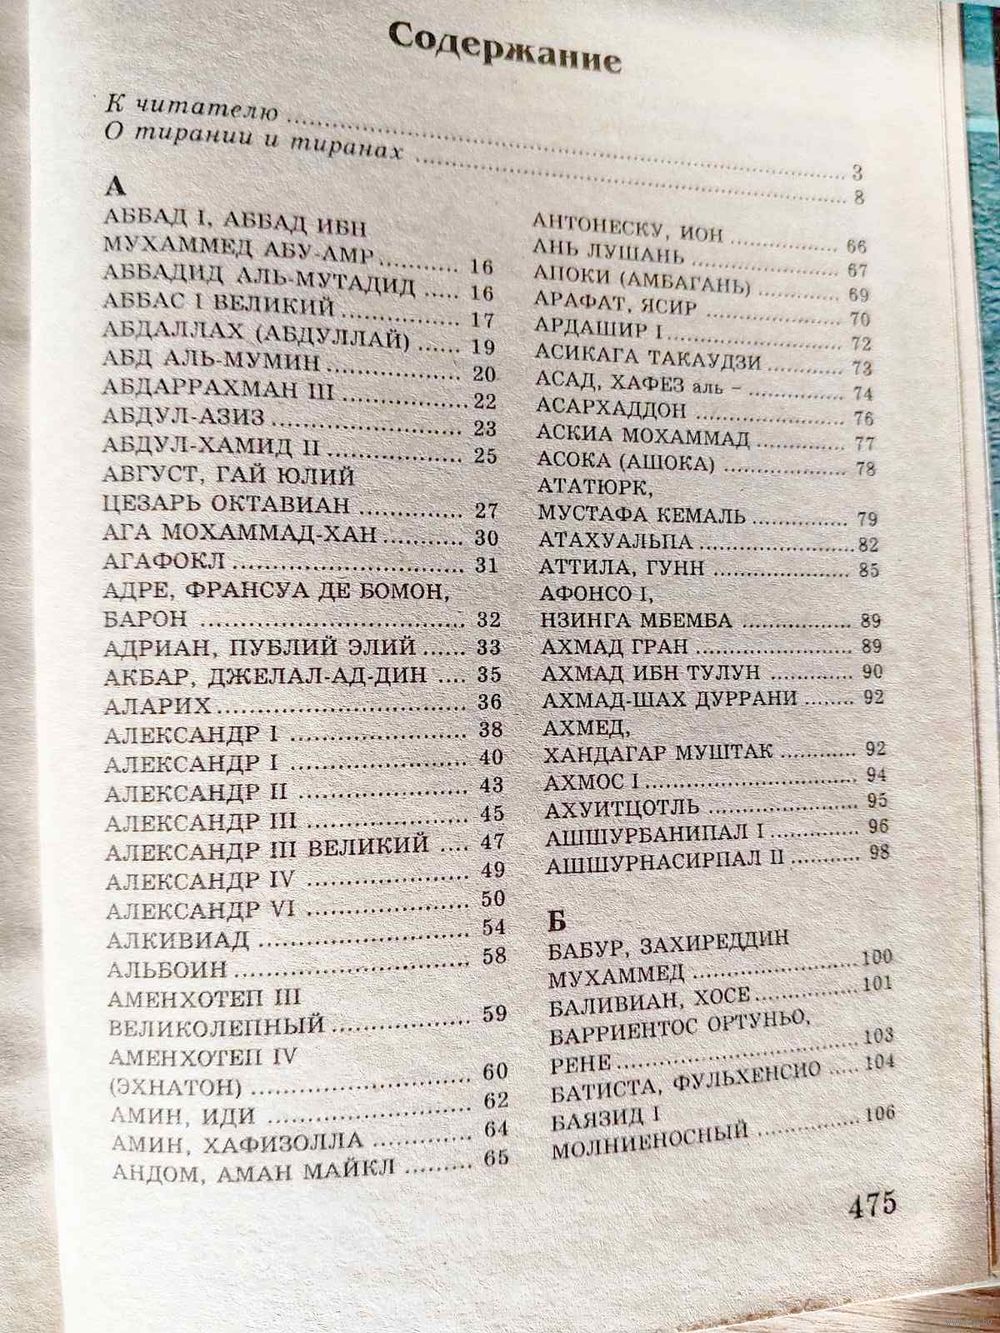 Содержание
К читателю ........ 3
О тирании и тиранах ........ 8
А
АББАД I, АББАД ИБН
МУХАММЕД АБУ-АМР ........ 16
АББАДИД АЛЬ-МУТАДИД ..... 16
АББАС I ВЕЛИКИЙ ........ 17
АБДАЛЛАХ (АБДУЛЛАЙ) ...... 19
АБД АЛЬ-МУМИН ........ 20
АБДАРРАХМАН III ........ 22
АБДУЛ-АЗИЗ ........ 23
АБДУЛ-ХАМИД II ........ 25
АВГУСТ, ГАЙ ЮЛИЙ
ЦЕЗАРЬ ОКТАВИАН ........ 27
АГА МОХАММАД-ХАН ........ 30
АГАФОКЛ ........ 31
АДРЕ, ФРАНСУА ДЕ БОМОН,
БАРОН ........ 32
АДРИАН, ПУБЛИЙ ЭЛИЙ ...... 33
АКБАР, ДЖЕЛАЛ-АД-ДИН .... 35
АЛАРИХ ........ 36
АЛЕКСАНДР I ........ 38
АЛЕКСАНДР I ........ 40
АЛЕКСАНДР II ........ 43
АЛЕКСАНДР III ........ 45
АЛЕКСАНДР III ВЕЛИКИЙ .... 47
АЛЕКСАНДР IV ........ 49
АЛЕКСАНДР VI ........ 50
АЛКИВИАД ........ 54
АЛЬБОИН ........ 58
АМЕНХОТЕП III
ВЕЛИКОЛЕПНЫЙ ........ 59
АМЕНХОТЕП IV
(ЭХНАТОН) ........ 60
АМИН, ИДИ ........ 62
АМИН, ХАФИЗОЛЛА ........ 64
АНДОМ, АМАН МАЙКЛ ........ 65
АНТОНЕСКУ, ИОН ........ 66
АНЬ ЛУШАНЬ ........ 67
АПОКИ (АМБАГАНЬ) ........ 69
АРАФАТ, ЯСИР ........ 70
АРДАШИР I ........ 72
АСИКАГА ТАКАУДЗИ ........ 73
АСАД, ХАФЕЗ аль – ........ 74
АСАРХАДДОН ........ 76
АСКИА МОХАММАД ........ 77
АСОКА (АШОКА) ........ 78
АТАТЮРК,
МУСТАФА КЕМАЛЬ ........ 79
АТАХУАЛЬПА ........ 82
АТТИЛА, ГУНН ........ 85
АФОНСО I,
НЗИНГА МБЕМБА ........ 89
АХМАД ГРАН ........ 89
АХМАД ИБН ТУЛУН ........ 90
АХМАД-ШАХ ДУРРАНИ ........ 92
АХМЕД,
ХАНДАГАР МУШТАК ........ 92
АХМОС I ........ 94
АХУИТЦОТЛЬ ........ 95
АШШУРБАНИПАЛ I ........ 96
АШШУРНАСИРПАЛ II ........ 98
Б
БАБУР, ЗАХИРЕДДИН
МУХАММЕД ........ 100
БАЛИВИАН, ХОСЕ ........ 101
БАРРИЕНТОС ОРТУНЬО,
РЕНЕ ........ 103
БАТИСТА, ФУЛЬХЕНСИО ..... 104
БАЯЗИД I
МОЛНИЕНОСНЫЙ ........ 106
475